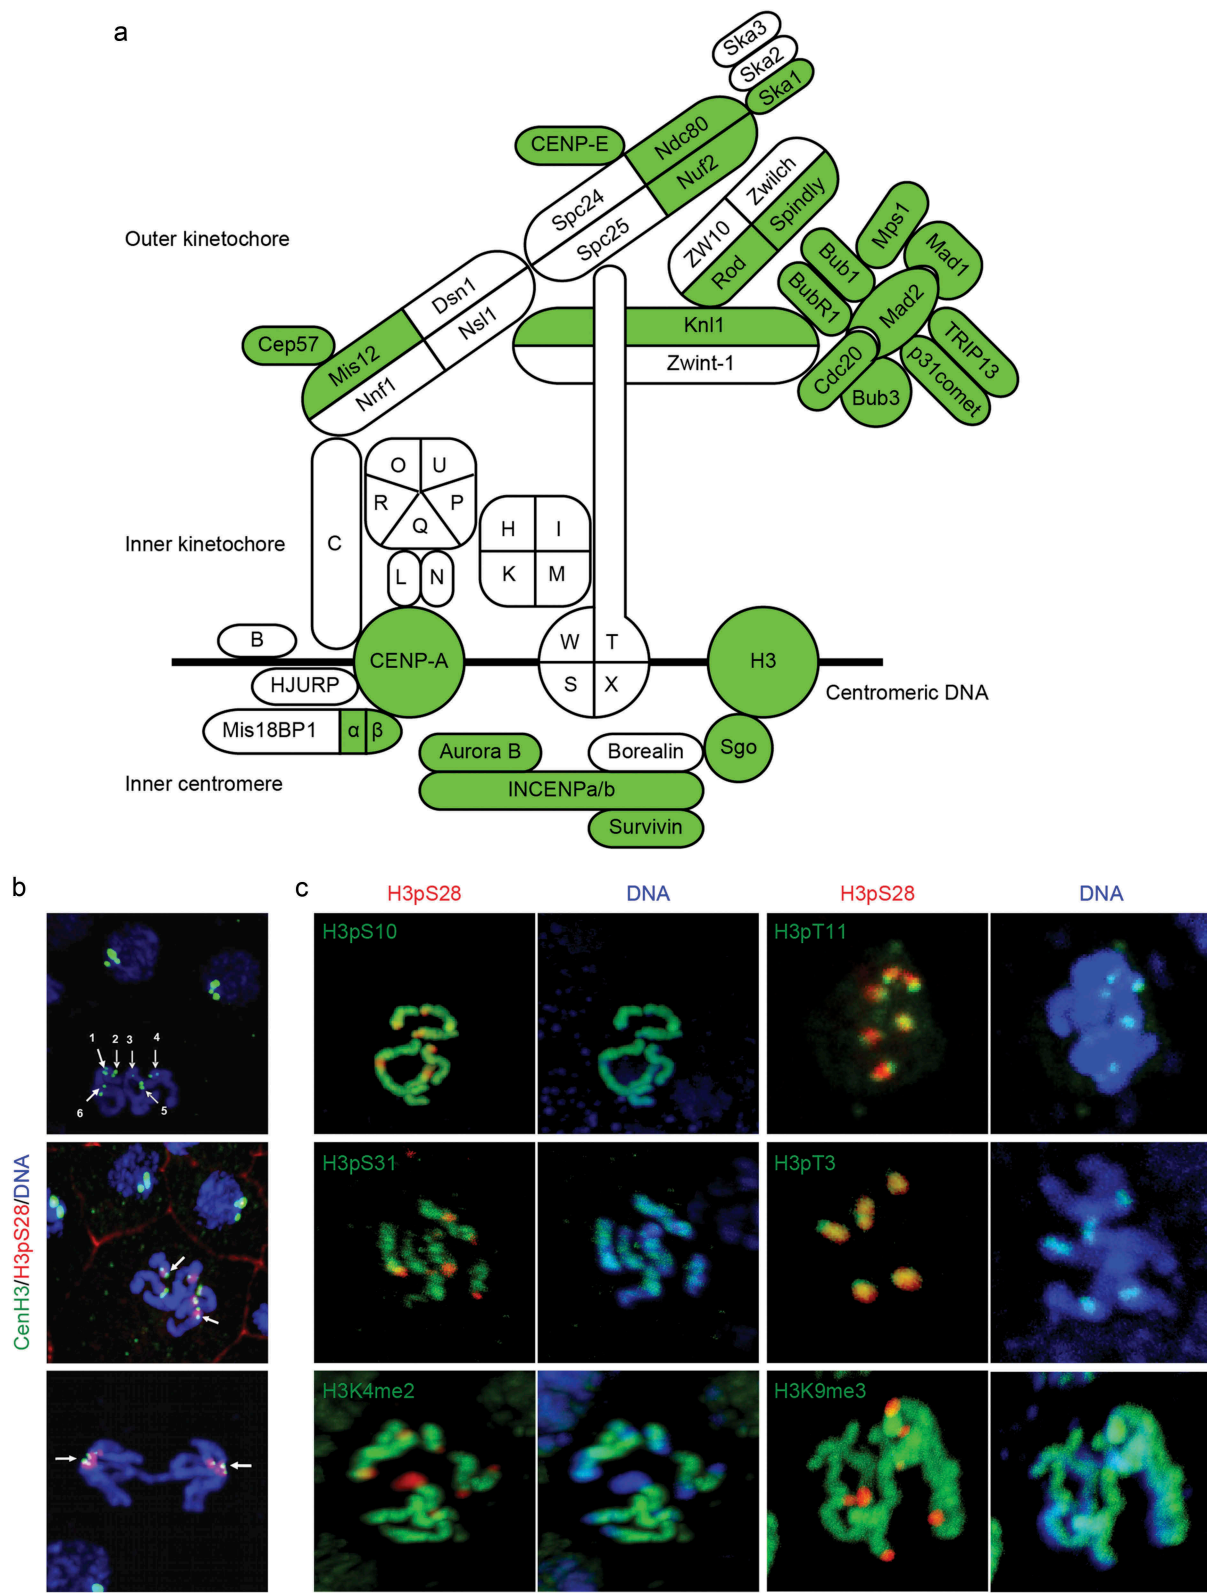 a
Ska3
Ska2
Ska1
CENP-E
Ndc80
Nuf2
Spc24
Spc25
Zwilch
Spindly
ZW10
Rod
Outer kinetochore
Mps1
Mad1
Bub1
BubR1
Mad2
TRIP13
p31comet
Cdc20
Bub3
Dsn1
Nsl1
Cep57
Mis12
Nnf1
Knl1
Zwint-1
Inner kinetochore
C
O
U
R
P
Q
L
N
H
I
K
M
B
CENP-A
W
T
S
X
H3
HJURP
Centromeric DNA
Mis18BP1
α
β
Aurora B
Borealin
Sgo
Inner centromere
INCENPa/b
Survivin
b
CenH3/H3pS28/DNA
1
2
3
4
6
5
c
H3pS28
DNA
H3pS28
DNA
H3pS10
H3pT11
H3pS31
*
H3pT3
H3K4me2
H3K9me3